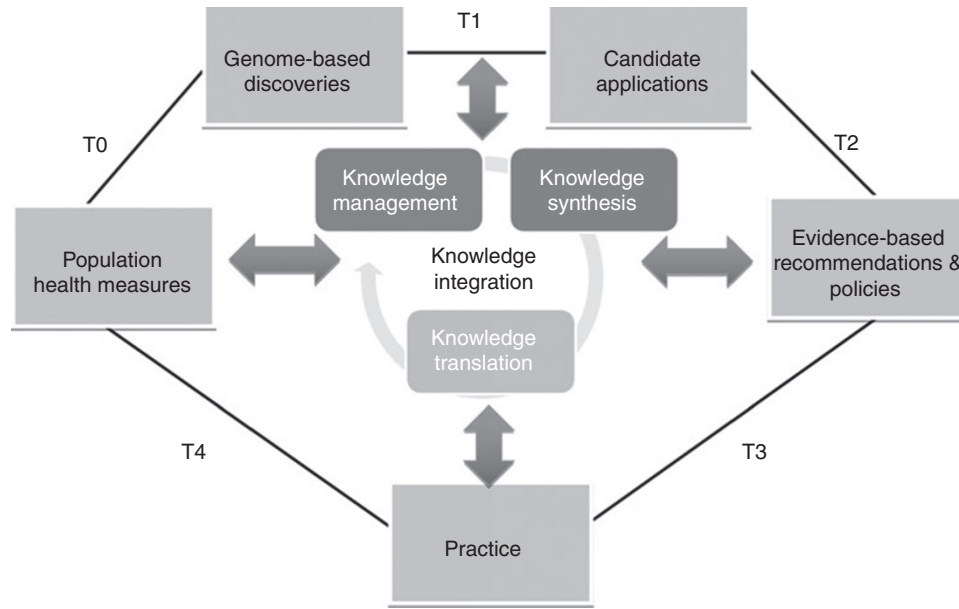 T1
Genome-based
discoveries
Candidate
applications
T0
T2
Knowledge
management
Knowledge
synthesis
Population
health measures
Knowledge
integration
Evidence-based
recommendations &
policies
Knowledge
translation
T4
T3
Practice